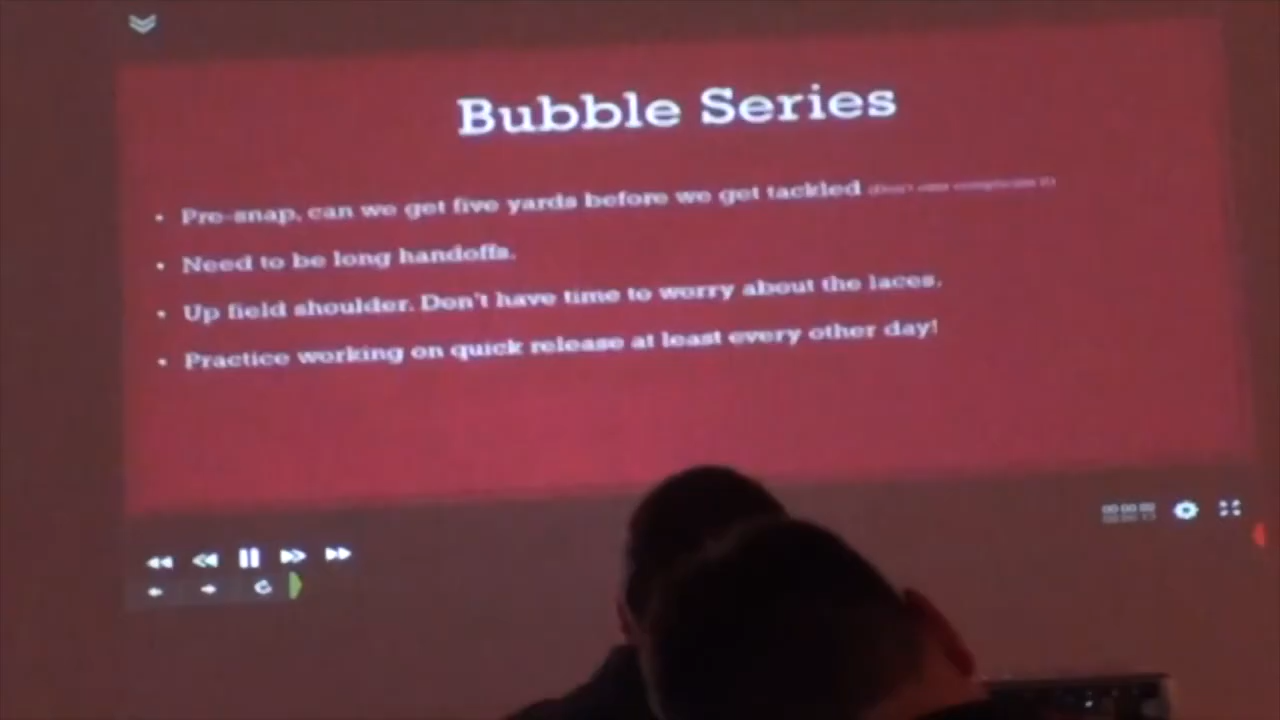 Bubble Series
• Pre-snap, can we get five yards before we get tackled
• Need to be long handoffs.
• Up field shoulder. Don't have time to worry about the laces.
• Practice working on quick release at least every other day!